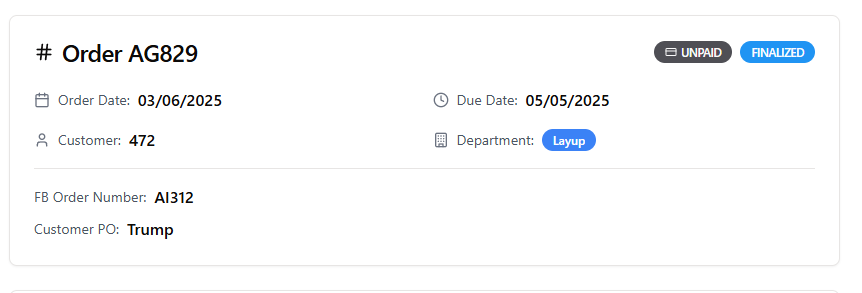 # Order AG829 UNPAID FINALIZED
Order Date: 03/06/2025 Due Date: 05/05/2025
Customer: 472 Department: Layup
FB Order Number: AI312
Customer PO: Trump